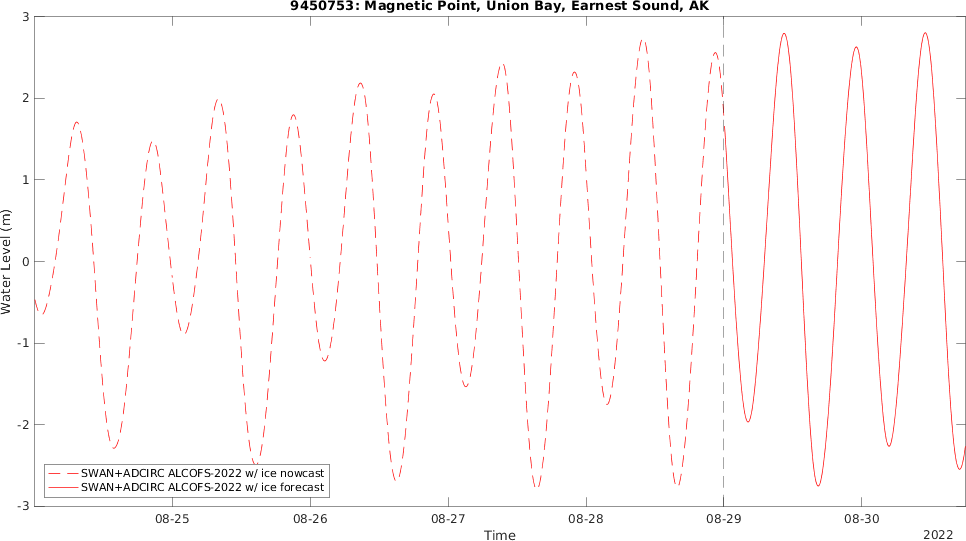 9450753: Magnetic Point, Union Bay, Earnest Sound, AK
3
2
1
0
-1
-2
-3
Water Level (m)
SWAN+ADCIRC ALCOFS-2022 w/ ice nowcast
SWAN+ADCIRC ALCOFS-2022 w/ ice forecast
08-25 08-26 08-27 08-28 08-29 08-30
Time
2022